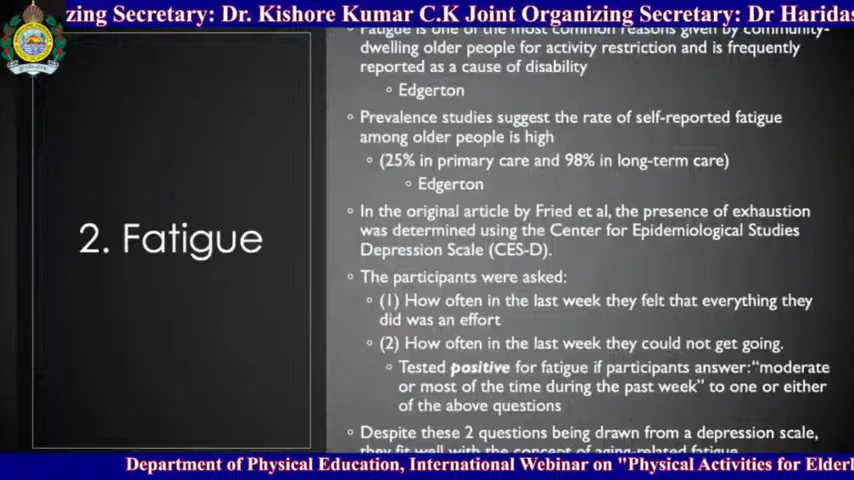 zing Secretary: Dr. Kishore Kumar C.K Joint Organizing Secretary: Dr Haridas
Fatigue is one of the most common reasons given by community-
dwelling older people for activity restriction and is frequently
reported as a cause of disability
Edgerton
Prevalence studies suggest the rate of self-reported fatigue
among older people is high
(25% in primary care and 98% in long-term care)
Edgerton
2. Fatigue
In the original article by Fried et al, the presence of exhaustion
was determined using the Center for Epidemiological Studies
Depression Scale (CES-D).
The participants were asked:
(1) How often in the last week they felt that everything they
did was an effort
(2) How often in the last week they could not get going.
Tested positive for fatigue if participants answer: "moderate
or most of the time during the past week" to one or either
of the above questions
Despite these 2 questions being drawn from a depression scale,
they fit well with the concept of aging-related fatigue
Department of Physical Education, International Webinar on "Physical Activities for Elderl